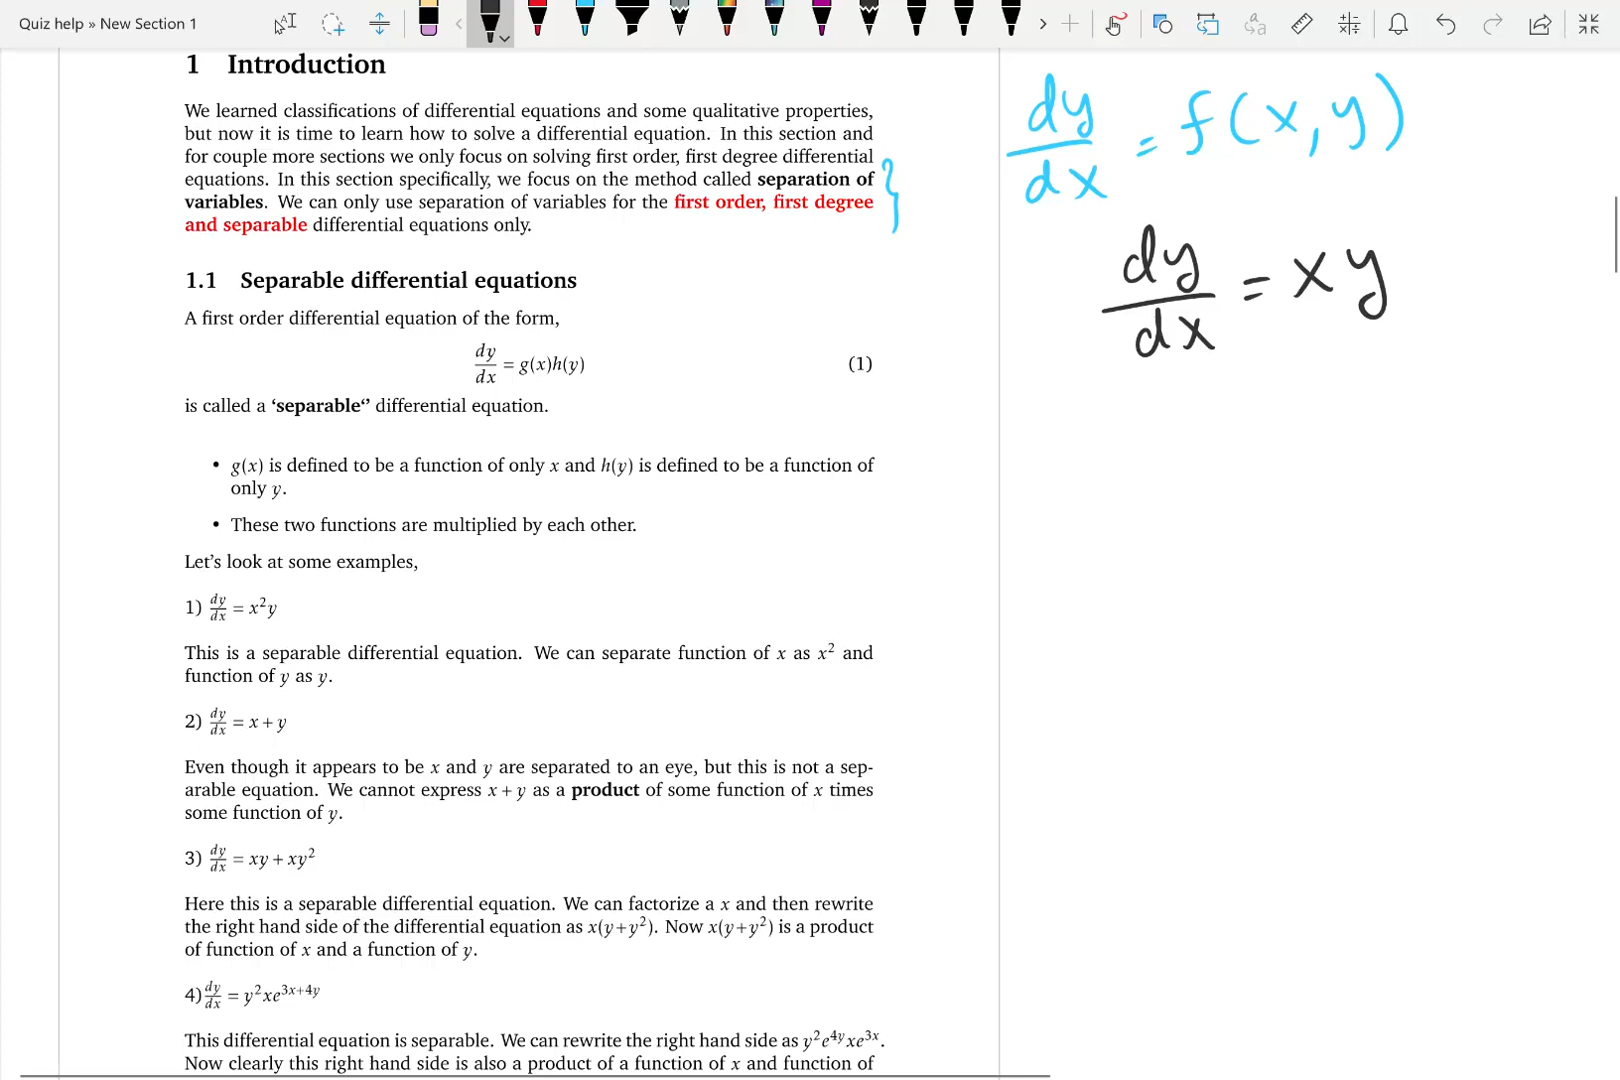 Quiz help » New Section 1
1 Introduction
We learned classifications of differential equations and some qualitative properties,
but now it is time to learn how to solve a differential equation. In this section and
for couple more sections we only focus on solving first order, first degree differential
equations. In this section specifically, we focus on the method called separation of
variables. We can only use separation of variables for the first order, first degree
and separable differential equations only.
1.1 Separable differential equations
A first order differential equation of the form,
dy/dx = g(x)h(y) (1)
is called a ‘separable‘’ differential equation.
• g(x) is defined to be a function of only x and h(y) is defined to be a function of
only y.
• These two functions are multiplied by each other.
Let’s look at some examples,
1) dy/dx = x²y
This is a separable differential equation. We can separate function of x as x² and
function of y as y.
2) dy/dx = x + y
Even though it appears to be x and y are separated to an eye, but this is not a sep-
arable equation. We cannot express x + y as a product of some function of x times
some function of y.
3) dy/dx = xy + xy²
Here this is a separable differential equation. We can factorize a x and then rewrite
the right hand side of the differential equation as x(y+y²). Now x(y+y²) is a product
of function of x and a function of y.
4) dy/dx = y²xe³ˣ⁺⁴ʸ
This differential equation is separable. We can rewrite the right hand side as y²e⁴ʸxe³ˣ.
Now clearly this right hand side is also a product of a function of x and function of
dy/dx = f(x,y)
dy/dx = xy